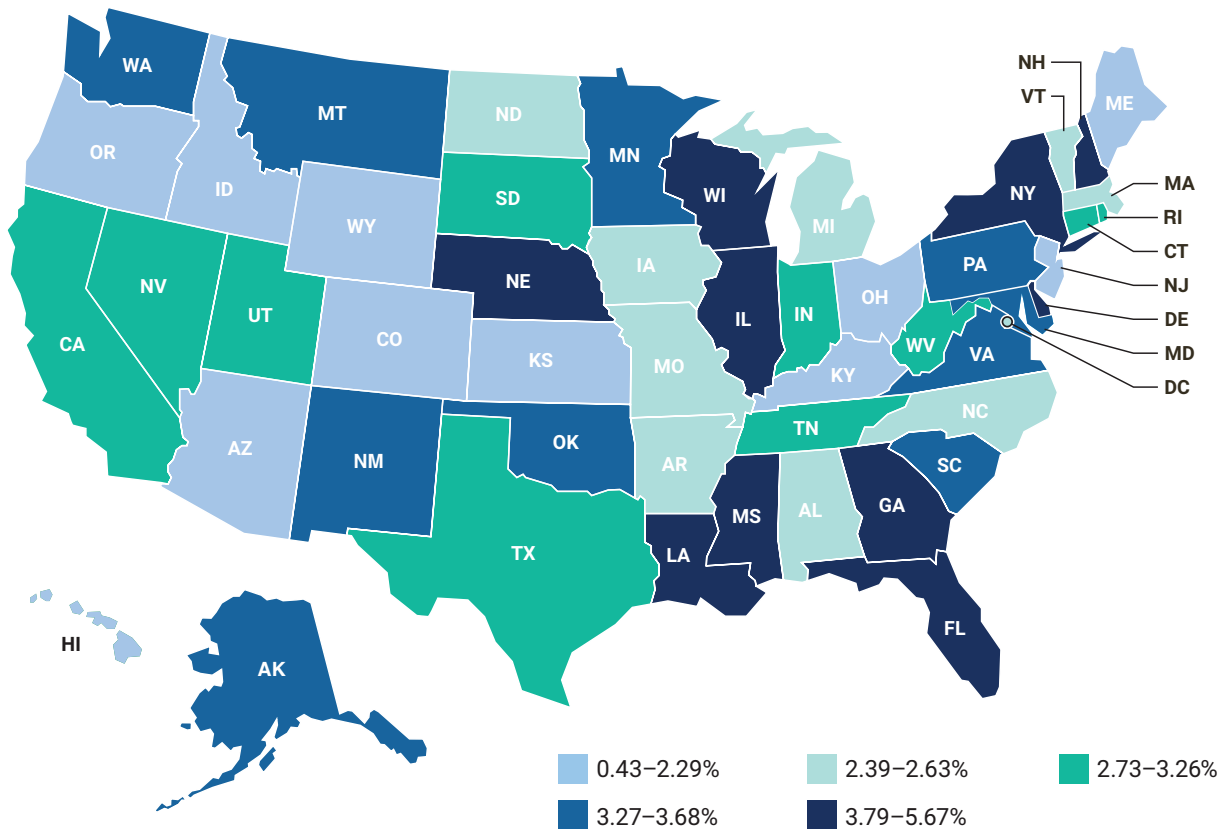 WA
MT
ND
MN
NH
VT
ME
OR
ID
SD
WI
NY
MA
WY
MI
RI
CT
IA
PA
NE
NJ
NV
OH
UT
IL
IN
DE
CA
CO
WV
VA
MD
KS
MO
KY
DC
NC
TN
OK
AZ
NM
AR
SC
MS
AL
GA
TX
LA
FL
HI
AK
0.43–2.29%
2.39–2.63%
2.73–3.26%
3.27–3.68%
3.79–5.67%